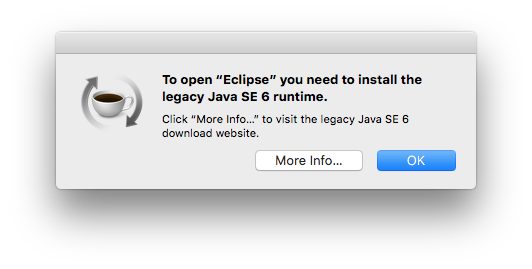 To open “Eclipse” you need to install the
legacy Java SE 6 runtime.
Click “More Info...” to visit the legacy Java SE 6
download website.
More Info...
OK